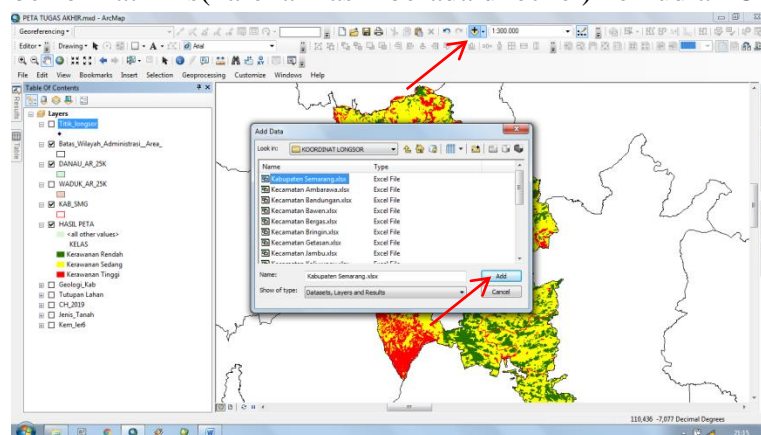 PETA TUGAS AKHIR.mxd - ArcMap
Georeferencing
1:300.000
Editor Drawing A Arial
File Edit View Bookmarks Insert Selection Geoprocessing Customize Windows Help
Table Of Contents
Results
Table
Layers
Titik_longsor
Batas_Wilayah_Administrasi__Area_
DANAU_AR_25K
WADUK_AR_25K
KAB_SMG
HASIL PETA
<all other values>
KELAS
Kerawanan Rendah
Kerawanan Sedang
Kerawanan Tinggi
Geologi_Kab
Tutupan Lahan
CH_2019
Jenis_Tanah
Kem_ler6
Add Data
Look in: KOORDINAT LONGSOR
Name Type
Kabupaten Semarang.xlsx Excel File
Kecamatan Ambarawa.xlsx Excel File
Kecamatan Bandungan.xlsx Excel File
Kecamatan Bawen.xlsx Excel File
Kecamatan Bergas.xlsx Excel File
Kecamatan Bringin.xlsx Excel File
Kecamatan Getasan.xlsx Excel File
Kecamatan Jambu.xlsx Excel File
Name: Kabupaten Semarang.xlsx Add
Show of type: Datasets, Layers and Results Cancel
110,436 -7,077 Decimal Degrees
21:15